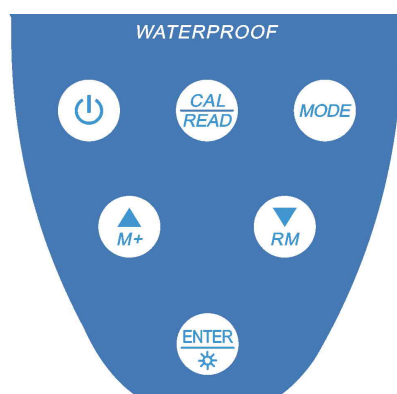 WATERPROOF
CAL
READ
MODE
M+
RM
ENTER